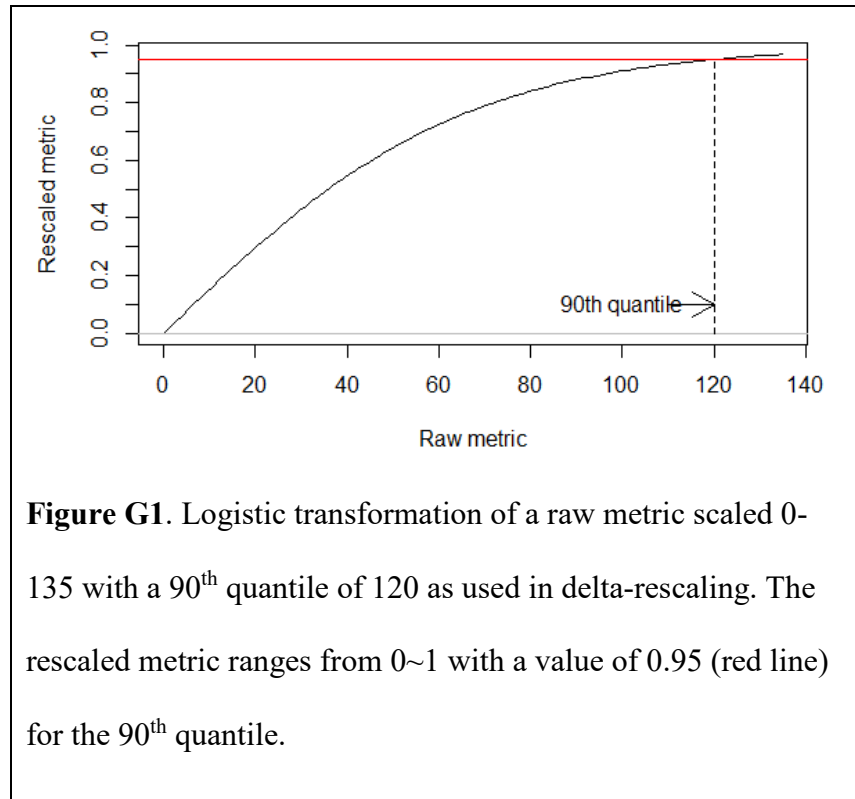 1.0
0.8
0.6
0.4
0.2
0.0
Rescaled metric
90th quantile
0 20 40 60 80 100 120 140
Raw metric
Figure G1. Logistic transformation of a raw metric scaled 0-
135 with a 90th quantile of 120 as used in delta-rescaling. The
rescaled metric ranges from 0~1 with a value of 0.95 (red line)
for the 90th quantile.